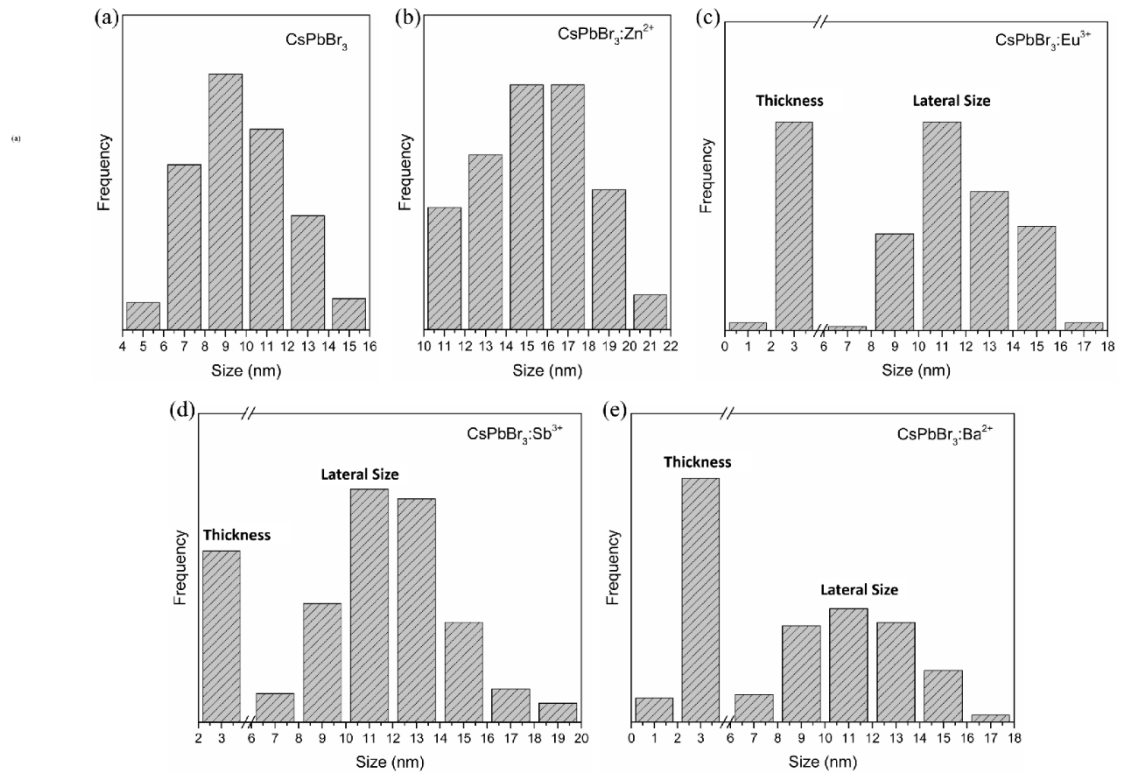 (a)
(a)
CsPbBr3
Frequency
4 5 6 7 8 9 10 11 12 13 14 15 16
Size (nm)
(b)
CsPbBr3:Zn2+
Frequency
10 11 12 13 14 15 16 17 18 19 20 21 22
Size (nm)
(c)
CsPbBr3:Eu3+
Thickness
Lateral Size
Frequency
0 1 2 3 6 7 8 9 10 11 12 13 14 15 16 17 18
Size (nm)
(d)
CsPbBr3:Sb3+
Lateral Size
Thickness
Frequency
2 3 6 7 8 9 10 11 12 13 14 15 16 17 18 19 20
Size (nm)
(e)
CsPbBr3:Ba2+
Thickness
Lateral Size
Frequency
0 1 2 3 6 7 8 9 10 11 12 13 14 15 16 17 18
Size (nm)